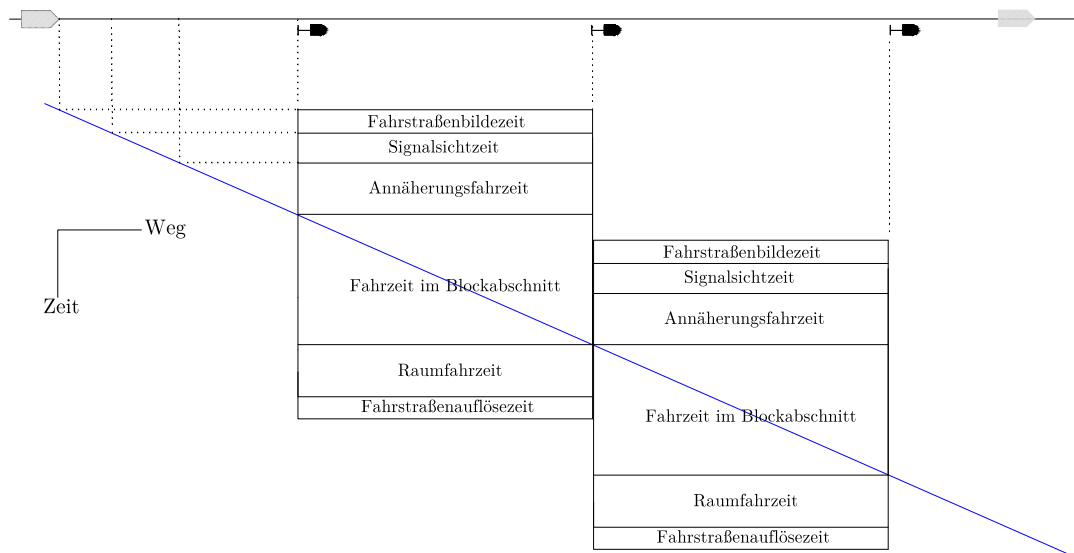 Fahrstraßenbildezeit
Signalsichtzeit
Annäherungsfahrzeit
Fahrzeit im Blockabschnitt
Raumfahrzeit
Fahrstraßenauflösezeit
Weg
Zeit
Fahrstraßenbildezeit
Signalsichtzeit
Annäherungsfahrzeit
Fahrzeit im Blockabschnitt
Raumfahrzeit
Fahrstraßenauflösezeit